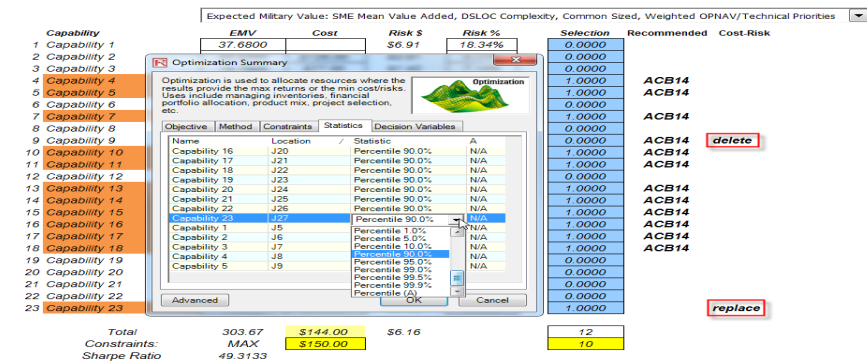 Expected Military Value: SME Mean Value Added, DSLOC Complexity, Common Sized, Weighted OPNAV/Technical Priorities
Capability EMV Cost Risk $ Risk % Selection Recommended Cost-Risk
1 Capability 1 37.6800 $6.91 18.34% 0.0000
2 Capability 2 0.0000
3 Capability 3 0.0000
4 Capability 4 1.0000 ACB14
5 Capability 5 1.0000 ACB14
6 Capability 6 0.0000
7 Capability 7 1.0000 ACB14
8 Capability 8 0.0000
9 Capability 9 0.0000 ACB14 delete
10 Capability 10 1.0000 ACB14
11 Capability 11 1.0000 ACB14
12 Capability 12 0.0000
13 Capability 13 1.0000 ACB14
14 Capability 14 1.0000 ACB14
15 Capability 15 1.0000 ACB14
16 Capability 16 1.0000 ACB14
17 Capability 17 1.0000 ACB14
18 Capability 18 1.0000 ACB14
19 Capability 19 0.0000
20 Capability 20 0.0000
21 Capability 21 0.0000
22 Capability 22 0.0000
23 Capability 23 1.0000 replace
Total 303.67 $144.00 $6.16 12
Constraints: MAX $150.00 10
Sharpe Ratio 49.3133
Optimization Summary
Optimization is used to allocate resources where the
results provide the max returns or the min cost/risks.
Uses include managing inventories, financial
portfolio allocation, product mix, project selection,
etc.
Optimization
Objective Method Constraints Statistics Decision Variables
Name Location Statistic A
Capability 16 J20 Percentile 90.0% N/A
Capability 17 J21 Percentile 90.0% N/A
Capability 18 J22 Percentile 90.0% N/A
Capability 19 J23 Percentile 90.0% N/A
Capability 20 J24 Percentile 90.0% N/A
Capability 21 J25 Percentile 90.0% N/A
Capability 22 J26 Percentile 90.0% N/A
Capability 23 J27 Percentile 90.0% N/A
Capability 1 J5 Percentile 1.0% N/A
Capability 2 J6 Percentile 5.0% N/A
Capability 3 J7 Percentile 10.0% N/A
Capability 4 J8 Percentile 90.0% N/A
Capability 5 J9 Percentile 95.0% N/A
Percentile 99.0%
Percentile 99.5%
Percentile 99.9%
Percentile (A)
Advanced OK Cancel